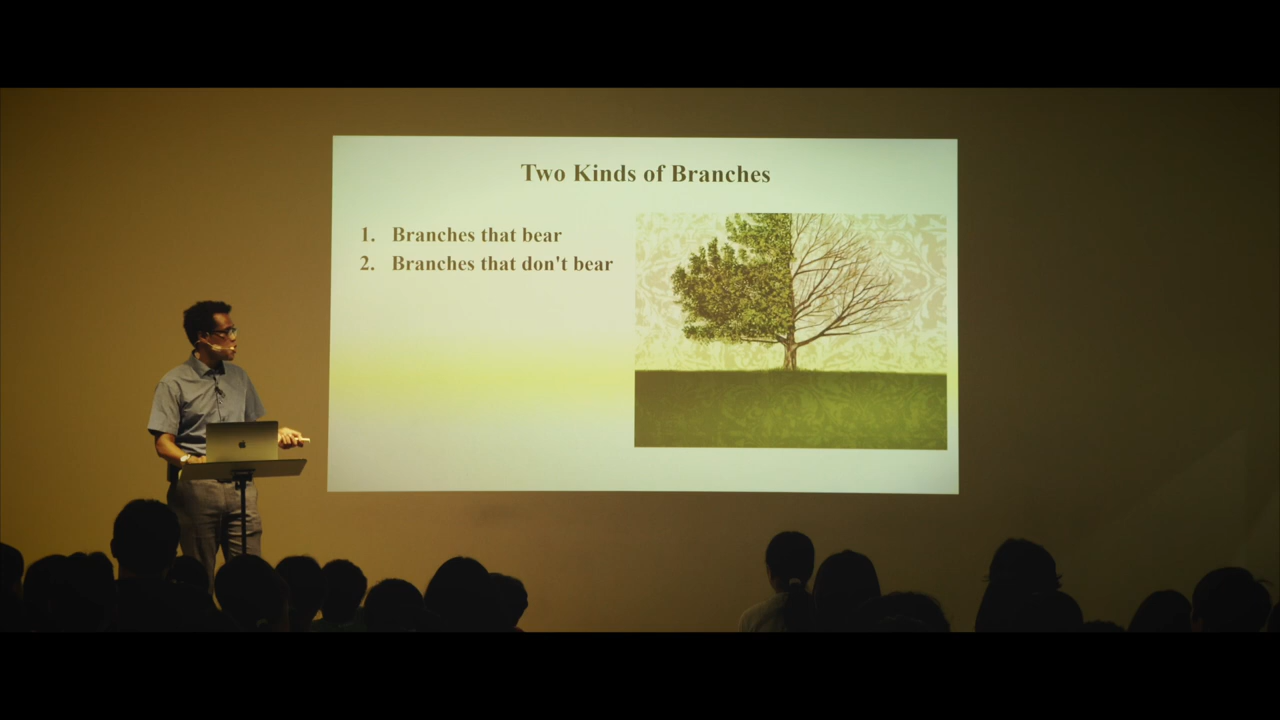 Two Kinds of Branches
1. Branches that bear
2. Branches that don't bear